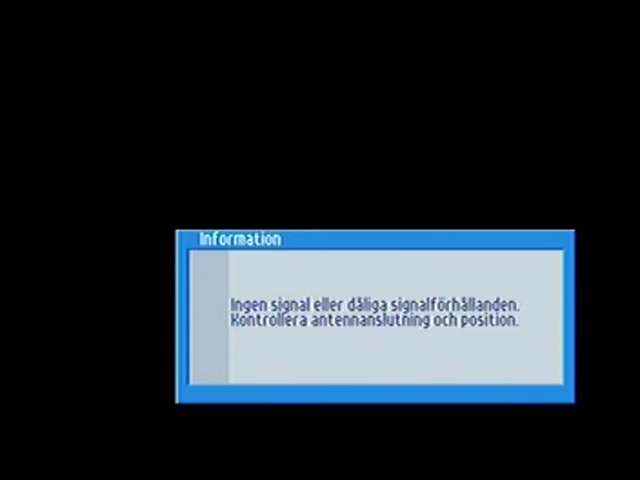 Information
Ingen signal eller dåliga signalförhållanden.
Kontrollera antennanslutning och position.